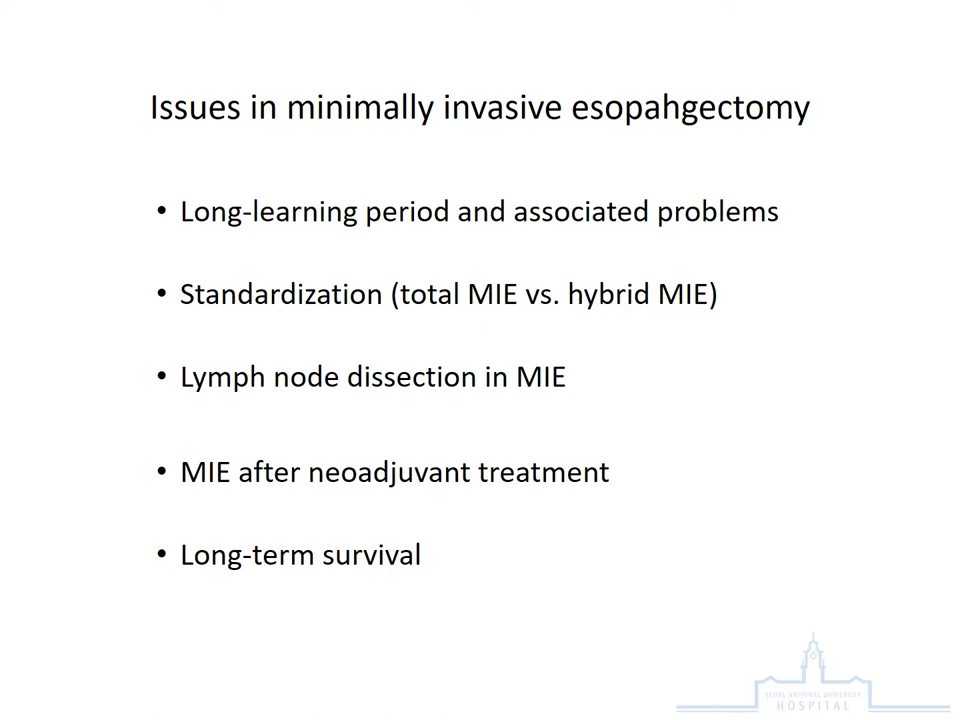 Issues in minimally invasive esopahgectomy
• Long-learning period and associated problems
• Standardization (total MIE vs. hybrid MIE)
• Lymph node dissection in MIE
• MIE after neoadjuvant treatment
• Long-term survival
SEOUL NATIONAL UNIVERSITY
HOSPITAL